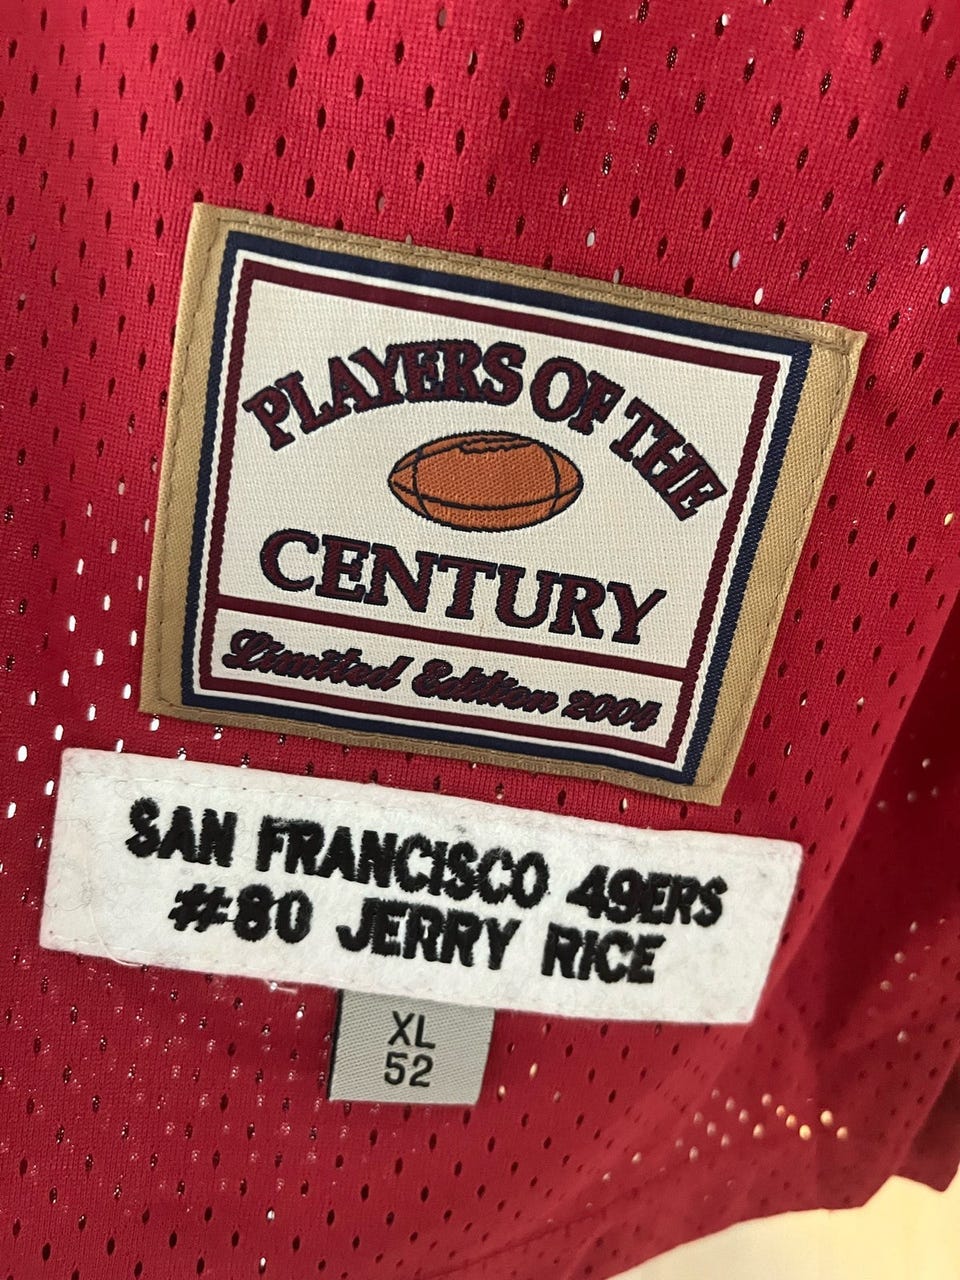 PLAYERS OF THE
CENTURY
Limited Edition 2004
SAN FRANCISCO 49ERS
#80 JERRY RICE
XL
52